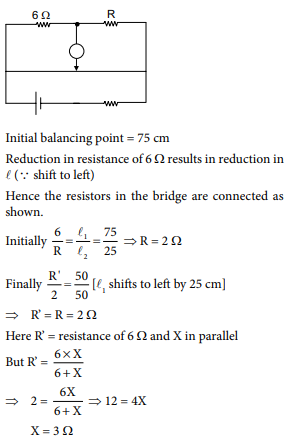 6 Ω R
Initial balancing point = 75 cm
Reduction in resistance of 6 Ω results in reduction in
ℓ (∵ shift to left)
Hence the resistors in the bridge are connected as
shown.
Initially 6/R = ℓ₁/ℓ₂ = 75/25 ⇒ R = 2 Ω
Finally R'/2 = 50/50 [ℓ₁ shifts to left by 25 cm]
⇒ R' = R = 2 Ω
Here R' = resistance of 6 Ω and X in parallel
But R' = 6×X/6+X
⇒ 2 = 6X/6+X ⇒ 12 = 4X
X = 3 Ω